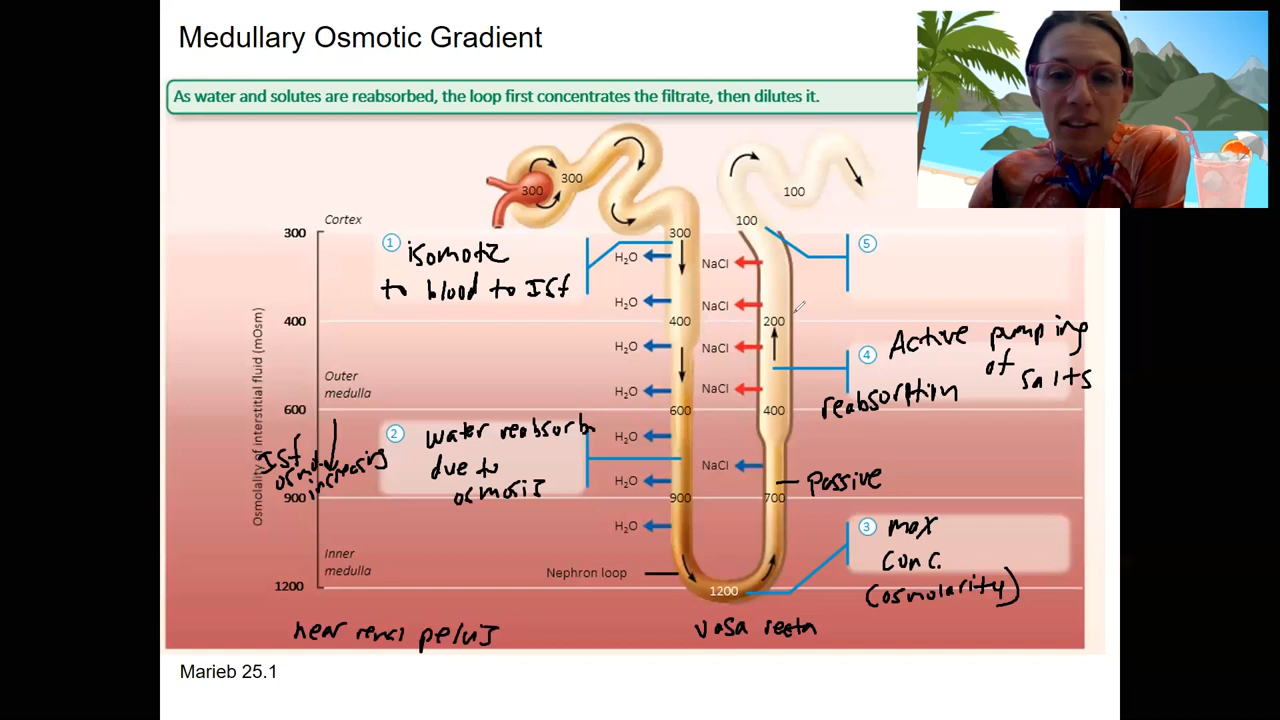 Medullary Osmotic Gradient
As water and solutes are reabsorbed, the loop first concentrates the filtrate, then dilutes it.
300
300
100
Cortex
100
300
300
1
isomotic
to blood to ISF
H₂O
NaCl
5
H₂O
NaCl
400
400
200
H₂O
NaCl
4
Active pumping
of salts
reabsorption
Outer
medulla
H₂O
NaCl
600
600
400
2
water reabsorb
due to
osmosis
H₂O
NaCl
Passive
ISF
osmol.
increasing
H₂O
900
900
700
H₂O
3
max
conc.
(osmolarity)
Inner
medulla
Nephron loop
1200
1200
Osmolality of interstitial fluid (mOsm)
near renal pelvis
vasa recta
Marieb 25.1